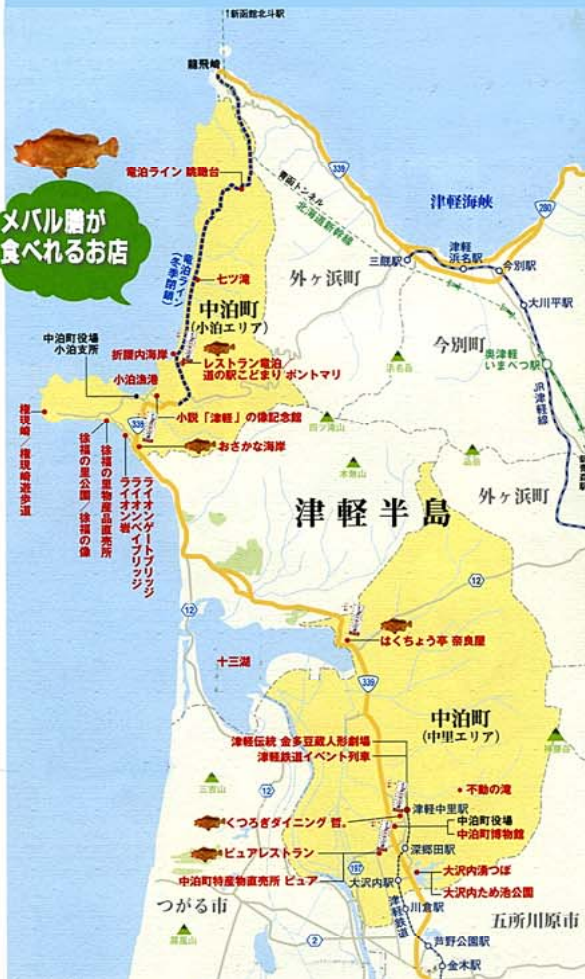 ↑新函館北斗駅
龍飛崎
メバル膳が
食べれるお店
竜泊ライン 眺瞰台
339
青函トンネル
北海道新幹線
津軽海峡
280
三厩駅
津軽
浜名駅
今別駅
大川平駅
竜泊ライン
(冬季閉鎖)
七ツ滝
外ヶ浜町
中泊町
(小泊エリア)
今別町
奥津軽
いまべつ駅
JR津軽線
中泊町役場
小泊支所
折腰内海岸
レストラン竜泊
道の駅こどまり ポントマリ
小泊漁港
小説「津軽」の像記念館
339
おさかな海岸
四ツ滝山
木無山
権現崎/権現崎遊歩道
徐福の里公園/徐福の像
徐福の里物産品直売所
ライオン岩
ライオンベイブリッジ
ライオンゲートブリッジ
外ヶ浜町
津軽半島
12
12
はくちょう亭 奈良屋
十三湖
339
中泊町
(中里エリア)
津軽伝統 金多豆蔵人形劇場
津軽鉄道イベント列車
不動の滝
12
津軽中里駅
くつろぎダイニング 哲。
中泊町役場
中泊町博物館
深郷田駅
ピュアレストラン
197
大沢内駅
大沢内湧つぼ
中泊町特産物直売所 ピュア
大沢内ため池公園
津軽鉄道
川倉駅
つがる市
五所川原市
2
芦野公園駅
金木駅